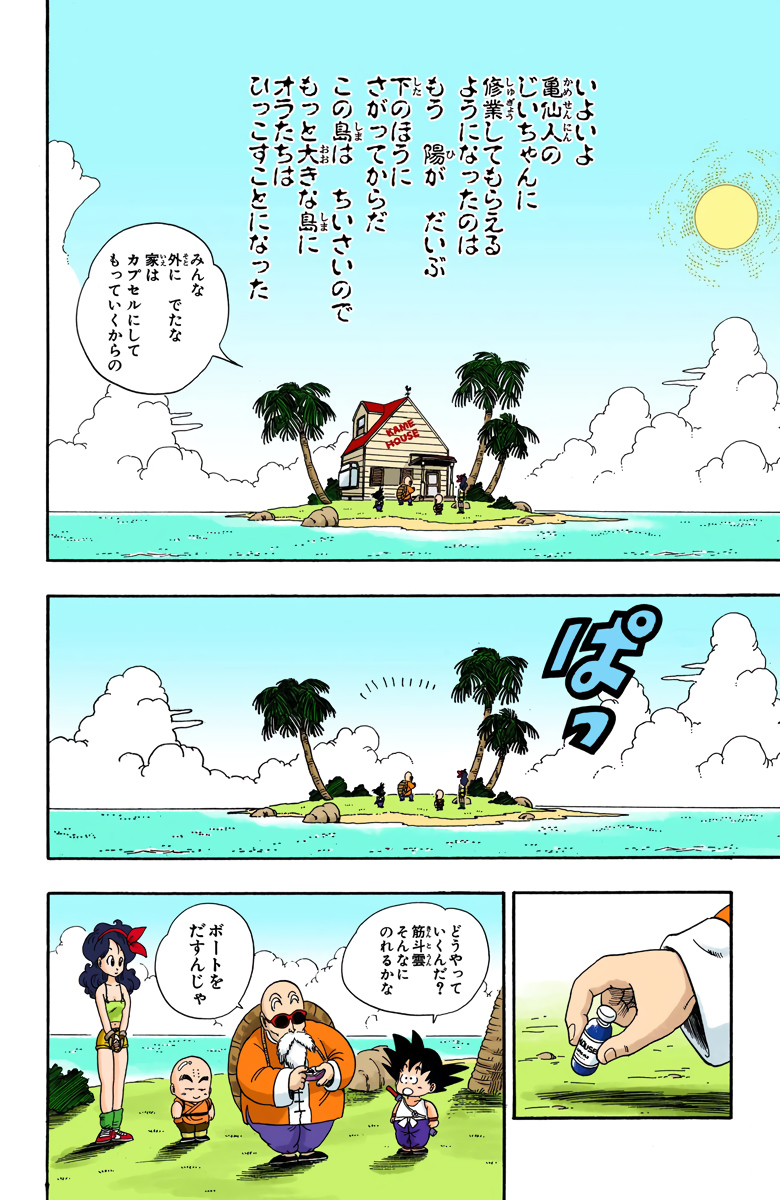 いよいよ
亀仙人の
じいちゃんに
修業してもらえる
ようになったのは
もう　陽が　だいぶ
下のほうに
さがってからだ
この島は　ちいさいので
もっと大きな島に
オラたちは
ひっこすことになった
みんな
外に　でたな
家は
カプセルにして
もっていくからの
KAME
HOUSE
ぱっ
HOUSE
どうやって
いくんだ？
筋斗雲
そんなに
のれるかな
ボートを
だすんじゃ